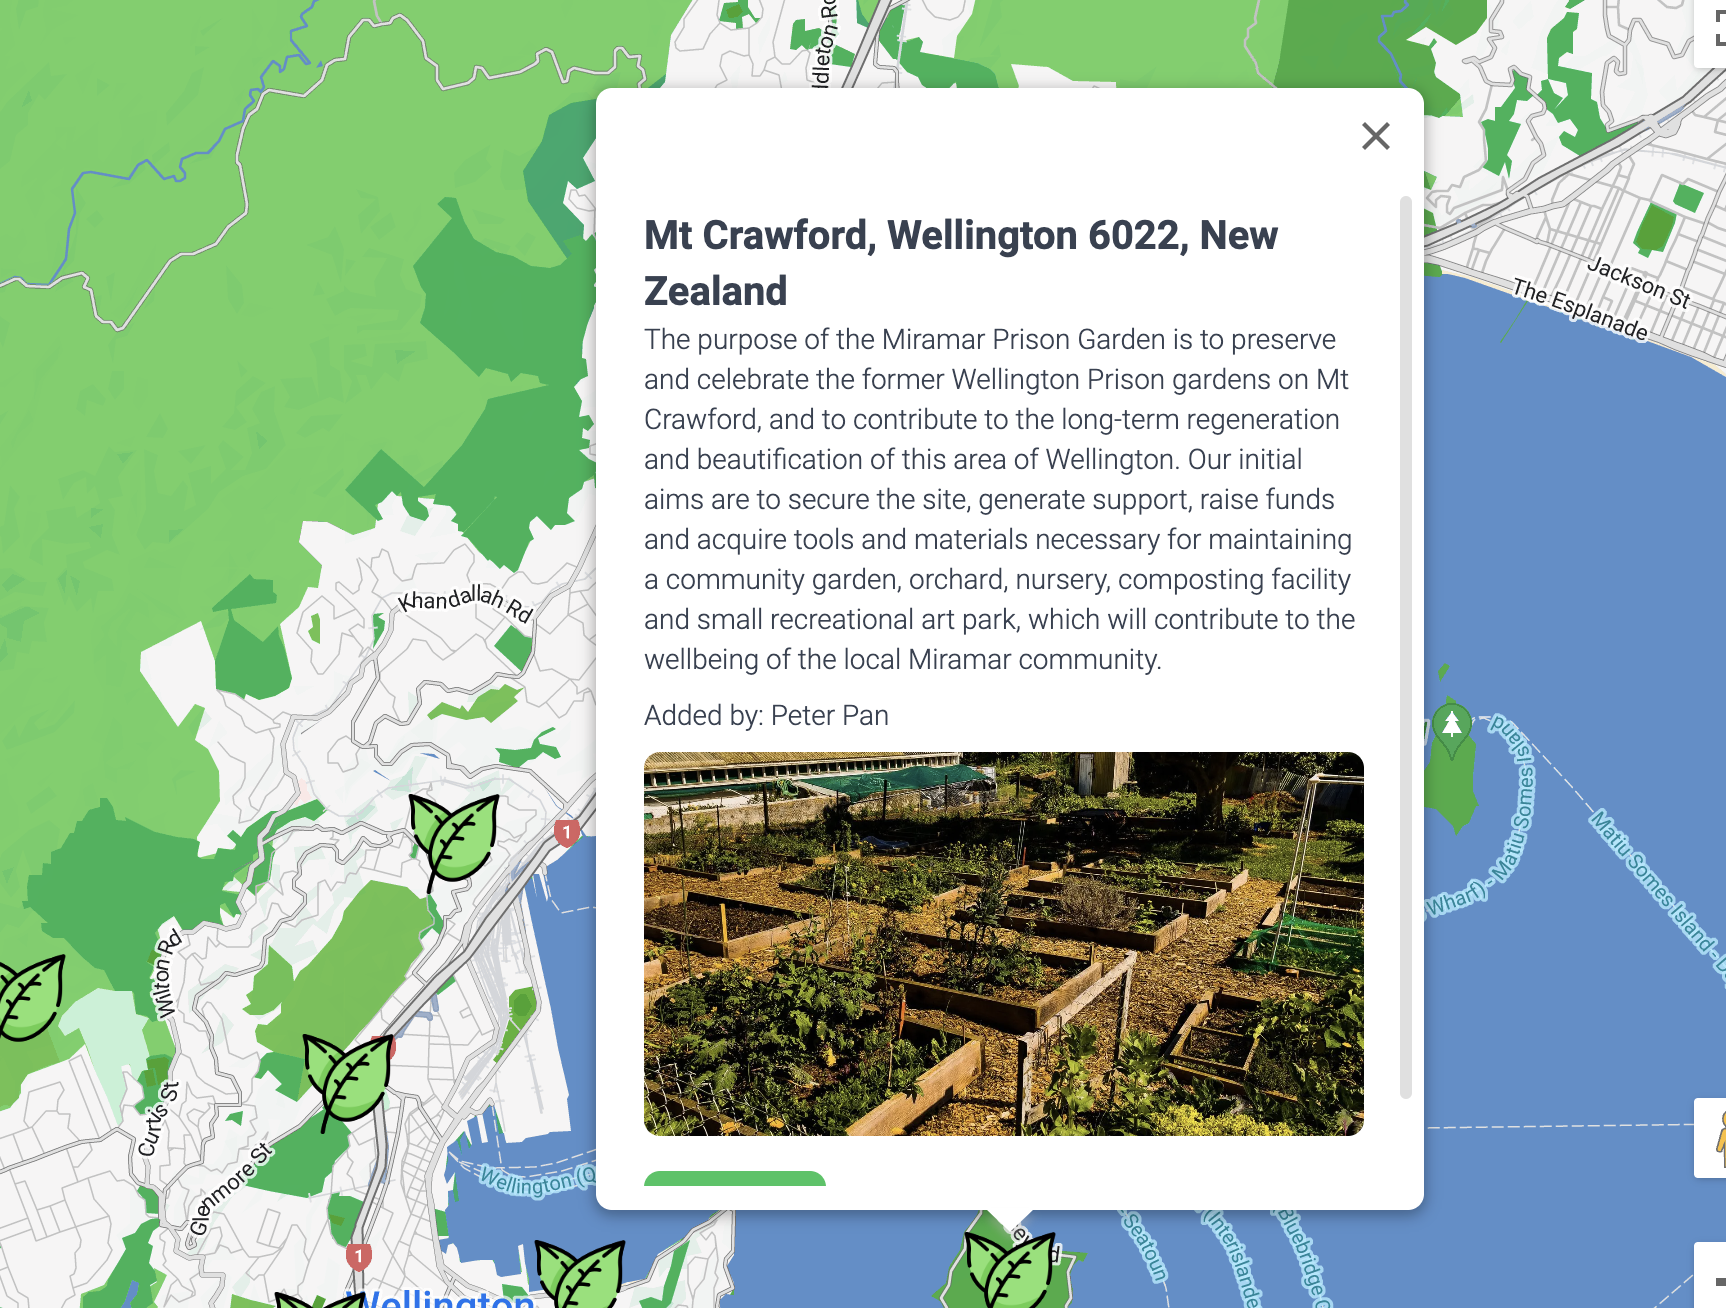 Mt Crawford, Wellington 6022, New
Zealand
The purpose of the Miramar Prison Garden is to preserve
and celebrate the former Wellington Prison gardens on Mt
Crawford, and to contribute to the long-term regeneration
and beautification of this area of Wellington. Our initial
aims are to secure the site, generate support, raise funds
and acquire tools and materials necessary for maintaining
a community garden, orchard, nursery, composting facility
and small recreational art park, which will contribute to the
wellbeing of the local Miramar community.
Added by: Peter Pan
Jackson St
The Esplanade
Khandallah Rd
1
Wilton Rd
Curtis St
Glenmore St
1
Wellington
Wellington (Q
Matiu Somes Island
Wharf) - Matiu Somes Island
Seatoun
Interislande
Bluebridge C